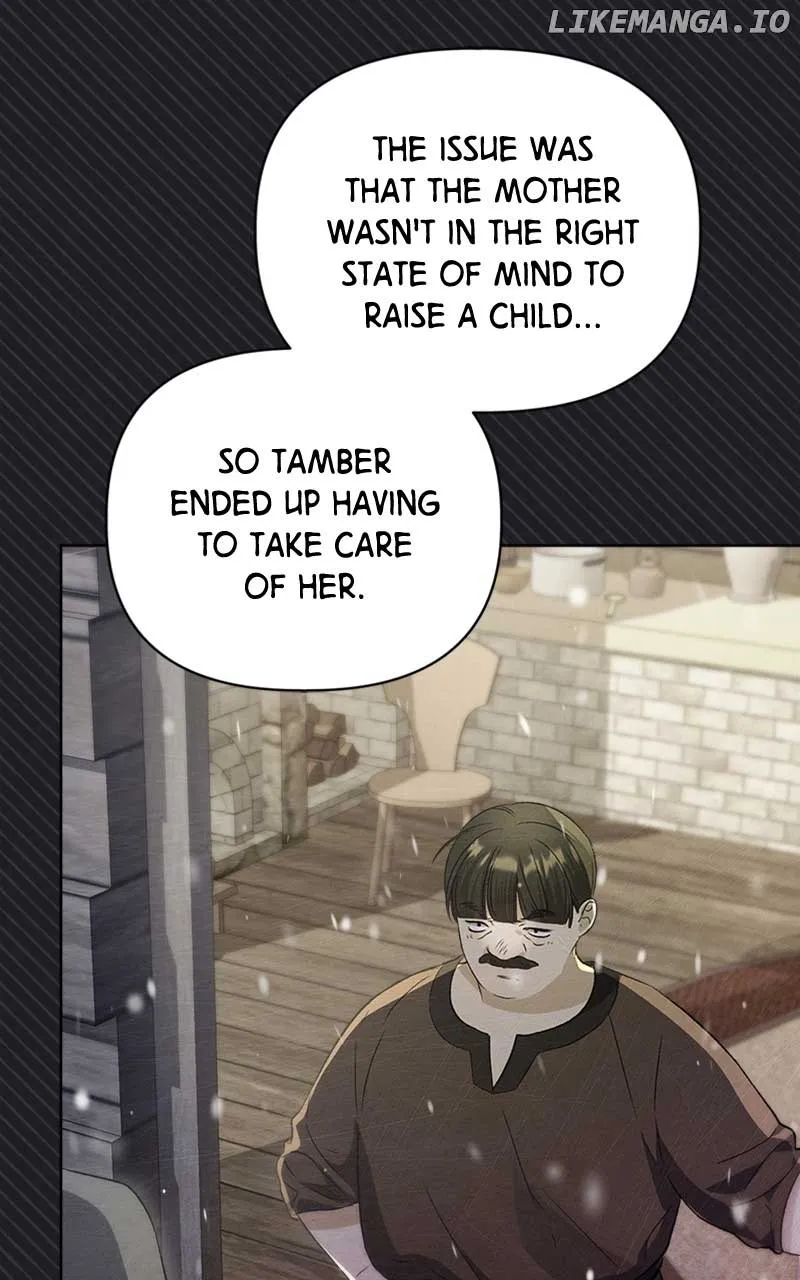 LIKEMANGA.IO
THE ISSUE WAS
THAT THE MOTHER
WASN'T IN THE RIGHT
STATE OF MIND TO
RAISE A CHILD...
SO TAMBER
ENDED UP HAVING
TO TAKE CARE
OF HER.